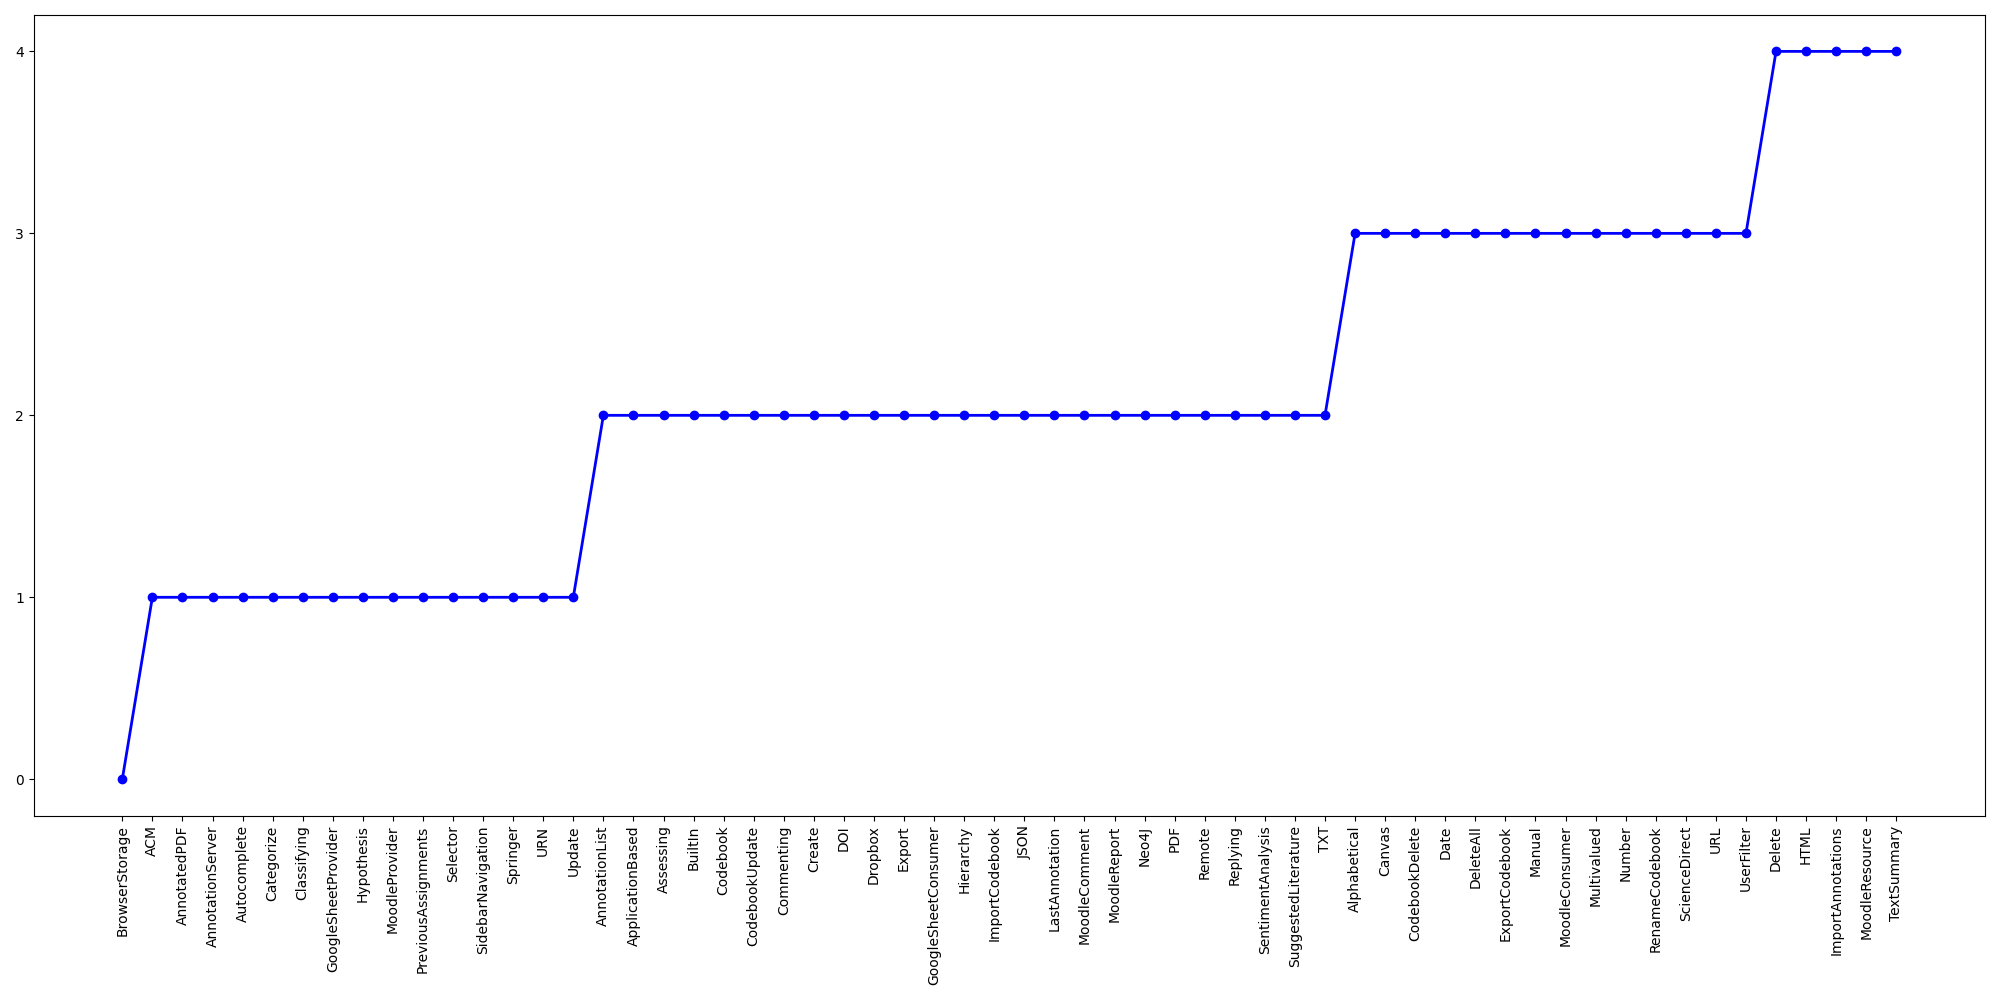 4
3
2
1
0
BrowserStorage
ACM
AnnotatedPDF
AnnotationServer
Autocomplete
Categorize
Classifying
GoogleSheetProvider
Hypothesis
MoodleProvider
PreviousAssignments
Selector
SidebarNavigation
Springer
URN
Update
AnnotationList
ApplicationBased
Assessing
BuiltIn
Codebook
CodebookUpdate
Commenting
Create
DOI
Dropbox
Export
GoogleSheetConsumer
Hierarchy
ImportCodebook
JSON
LastAnnotation
MoodleComment
MoodleReport
Neo4J
PDF
Remote
Replying
SentimentAnalysis
SuggestedLiterature
TXT
Alphabetical
Canvas
CodebookDelete
Date
DeleteAll
ExportCodebook
Manual
MoodleConsumer
Multivalued
Number
RenameCodebook
ScienceDirect
URL
UserFilter
Delete
HTML
ImportAnnotations
MoodleResource
TextSummary